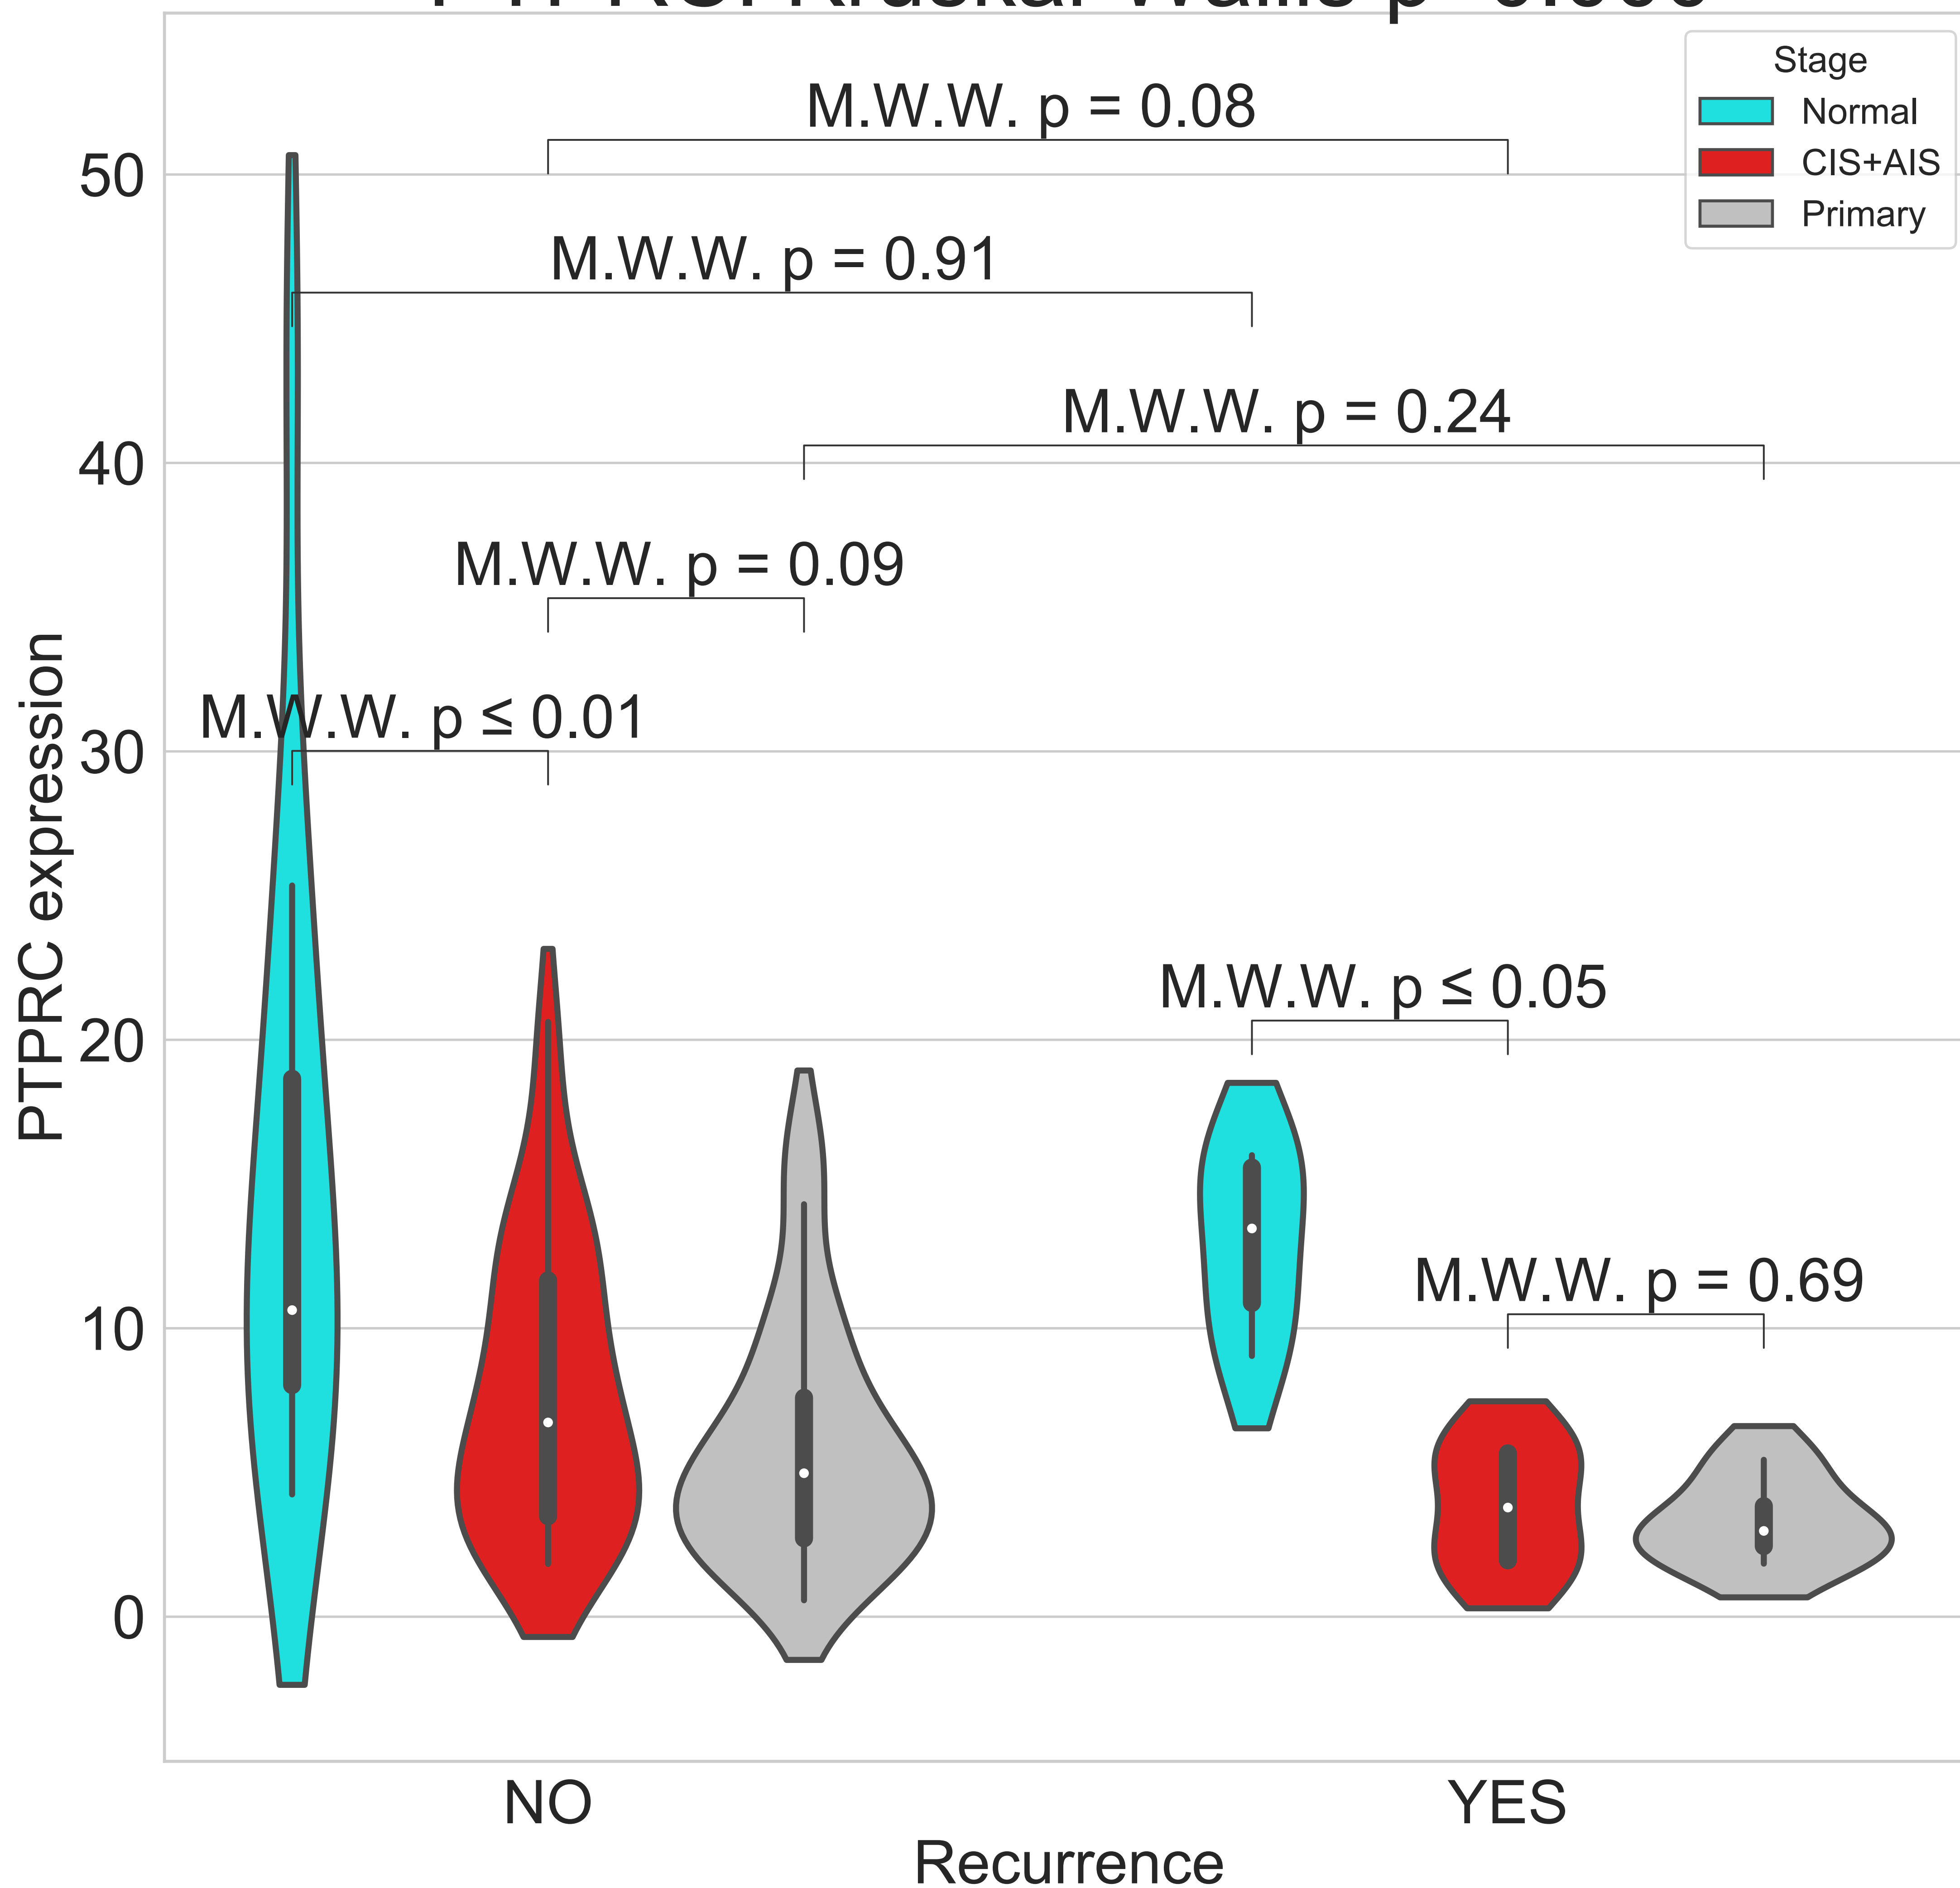 Stage
Normal
CIS+AIS
Primary
M.W.W. p = 0.08
M.W.W. p = 0.91
M.W.W. p = 0.24
M.W.W. p = 0.09
M.W.W. p ≤ 0.01
M.W.W. p ≤ 0.05
M.W.W. p = 0.69
50
40
30
20
10
0
PTPRC expression
NO
YES
Recurrence